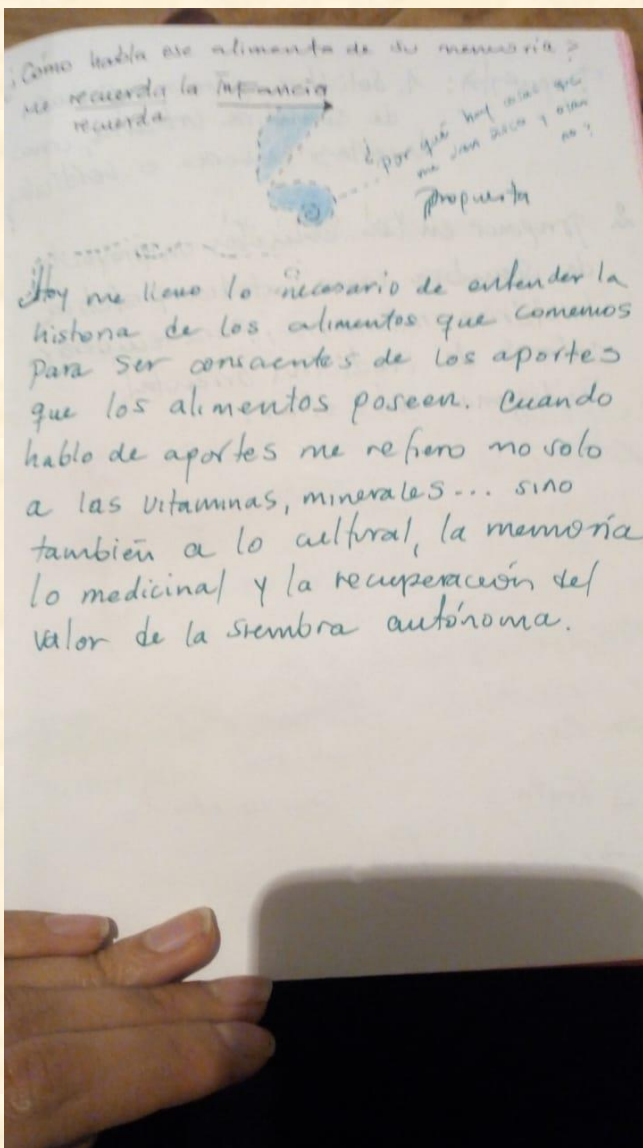 ¿Cómo habla ese alimento de su memoria?
me recuerda la infancia
recuerda
¿por qué hay cosas que
me dan asco y otras
no?
Propuesta
Hoy me llevo lo necesario de entender la
historia de los alimentos que comemos
para ser conscientes de los aportes
que los alimentos poseen. Cuando
hablo de aportes me refiero no solo
a las vitaminas, minerales... sino
también a lo cultural, la memoria
lo medicinal y la recuperación del
valor de la siembra autónoma.